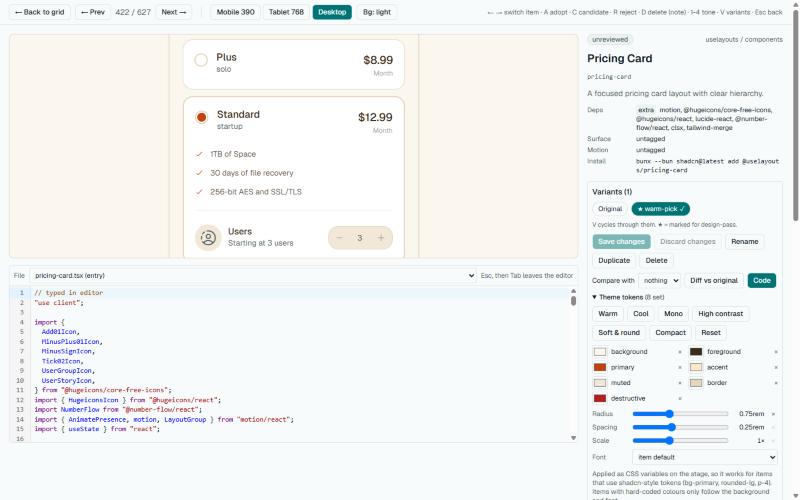 ← Back to grid
← Prev
422 / 627
Next →
Mobile 390
Tablet 768
Desktop
Bg: light
← → switch item · A adopt · C candidate · R reject · D delete (note) · 1-4 tone · V variants · Esc back
Plus
solo
$8.99
Month
Standard
startup
$12.99
Month
1TB of Space
30 days of file recovery
256-bit AES and SSL/TLS
Users
Starting at 3 users
− 3 +
File
pricing-card.tsx (entry)
Esc, then Tab leaves the editor
1 // typed in editor
2 "use client";
3
4 import {
5 Add01Icon,
6 MinusPlus01Icon,
7 MinusSignIcon,
8 Tick02Icon,
9 UserGroupIcon,
10 UserStoryIcon,
11 } from "@hugeicons/core-free-icons";
12 import { HugeiconsIcon } from "@hugeicons/react";
13 import NumberFlow from "@number-flow/react";
14 import { AnimatePresence, motion, LayoutGroup } from "motion/react";
15 import { useState } from "react";
16
unreviewed
uselayouts / components
Pricing Card
pricing-card
A focused pricing card layout with clear hierarchy.
Deps
extra motion, @hugeicons/core-free-icons,
@hugeicons/react, lucide-react, @number-
flow/react, clsx, tailwind-merge
Surface
untagged
Motion
untagged
Install
bunx --bun shadcn@latest add @uselayout
s/pricing-card
Variants (1)
Original
★ warm-pick ✓
V cycles through them. ★ = marked for design-pass.
Save changes
Discard changes
Rename
Duplicate
Delete
Compare with
nothing
Diff vs original
Code
▼ Theme tokens (8 set)
Warm
Cool
Mono
High contrast
Soft & round
Compact
Reset
background ×
foreground ×
primary ×
accent ×
muted ×
border ×
destructive ×
Radius 0.75rem ×
Spacing 0.25rem ×
Scale 1× ×
Font
item default
Applied as CSS variables on the stage, so it works for items
that use shadcn-style tokens (bg-primary, rounded-lg, p-4).
Items with hard-coded colours only follow the background